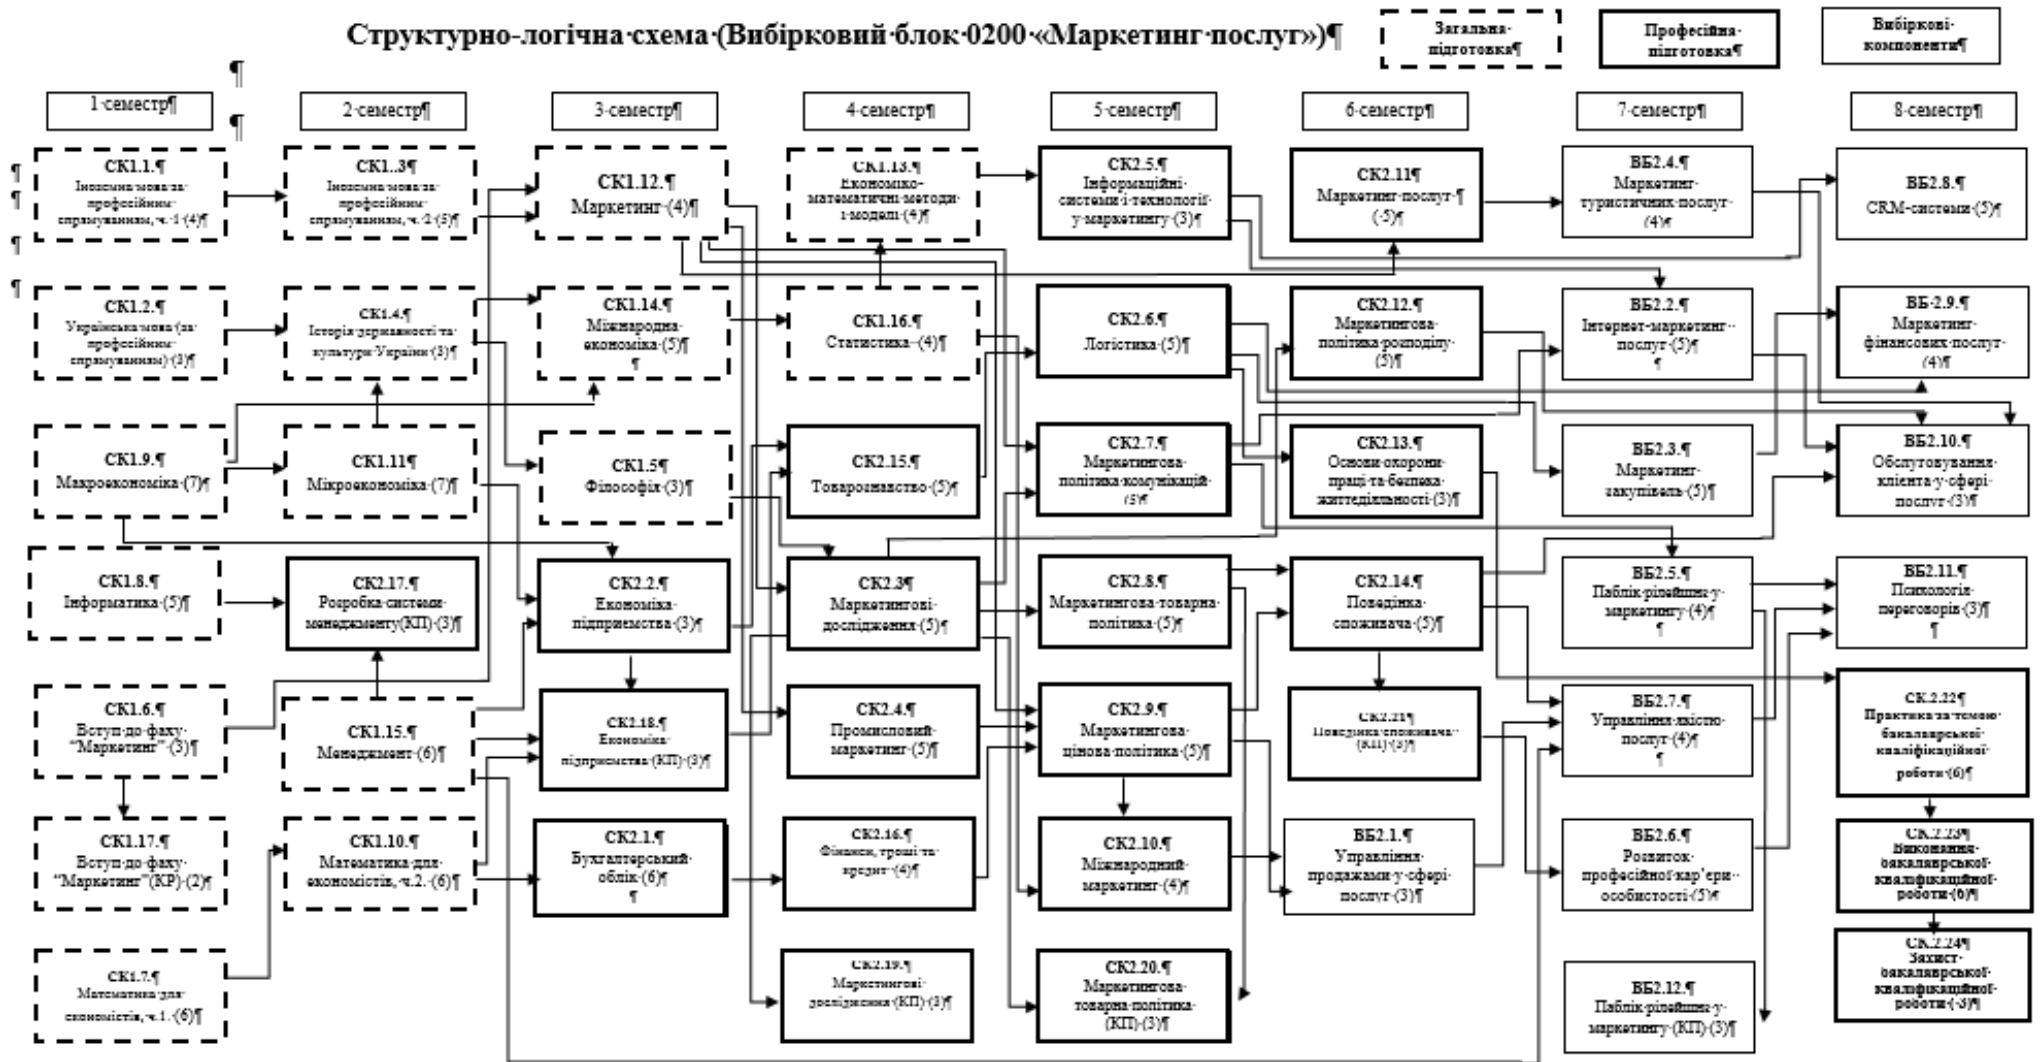 Структурно-логічна·схема·(Вибірковий·блок·0200·«Маркетинг·послуг»)¶
Загальна·
підготовка¶
Професійна·
підготовка¶
Вибіркові·
компоненти¶
¶
¶
1·семестр¶
2·семестр¶
3·семестр¶
4·семестр¶
5·семестр¶
6·семестр¶
7·семестр¶
8·семестр¶
¶
¶
¶
¶
СК1.1.¶
Іноземна·мова·за·
професійним·
спрямуванням,·ч.·1·(4)¶
СК1..3¶
Іноземна·мова·за·
професійним·
спрямуванням,·ч.·2·(5)¶
СК1.12.¶
Маркетинг·(4)¶
СК1.13.¶
Економіко-
математичні·методи·
і·моделі·(4)¶
СК2.5.¶
Інформаційні·
системи·і·технології·
у·маркетингу·(3)¶
СК2.11¶
Маркетинг·послуг·¶
(·5)¶
ВБ2.4.¶
Маркетинг·
туристичних·послуг·
(4)¶
ВБ2.8.¶
CRM-системи·(5)¶
СК1.2.¶
Українська·мова·(за·
професійним·
спрямуванням)·(3)¶
СК1.4.¶
Історія·державності·та·
культури·України·(3)¶
СК1.14.¶
Міжнародна·
економіка·(5)¶
¶
СК1.16.¶
Статистика·(4)¶
СК2.6.¶
Логістика·(5)¶
СК2.12.¶
Маркетингова·
політика·розподілу·
(5)¶
ВБ2.2.¶
Інтернет-маркетинг··
послуг·(5)¶
¶
ВБ·2.9.¶
Маркетинг·
фінансових·послуг·
(4)¶
СК1.9.¶
Макроекономіка·(7)¶
СК1.11¶
Мікроекономіка·(7)¶
СК1.5¶
Філософія·(3)¶
СК2.15.¶
Товарознавство·(5)¶
СК2.7.¶
Маркетингова·
політика·комунікацій·
(5)¶
СК2.13.¶
Основи·охорони·
праці·та·безпека·
життєдіяльності·(3)¶
ВБ2.3.¶
Маркетинг·
закупівель·(5)¶
ВБ2.10.¶
Обслуговування·
клієнта·у·сфері·
послуг·(3)¶
СК1.8.¶
Інформатика·(5)¶
СК2.17.¶
Розробка·системи·
менеджменту(КП)·(3)¶
СК2.2.¶
Економіка·
підприємства·(3)¶
СК2.3¶
Маркетингові·
дослідження·(5)¶
СК2.8.¶
Маркетингова·товарна·
політика·(5)¶
СК2.14.¶
Поведінка·
споживача·(5)¶
ВБ2.5.¶
Паблік·рілейшнз·у·
маркетингу·(4)¶
¶
ВБ2.11.¶
Психологія·
переговорів·(3)¶
¶
СК1.6.¶
Вступ·до·фаху·
“Маркетинг”·(3)¶
СК1.15.¶
Менеджмент·(6)¶
СК2.18.¶
Економіка·
підприємства·(КП)·(3)¶
СК2.4.¶
Промисловий·
маркетинг·(5)¶
СК2.9.¶
Маркетингова·
цінова·політика·(5)¶
СК2.21¶
Поведінка·споживача··
(КП)·(3)¶
ВБ2.7.¶
Управління·якістю·
послуг·(4)¶
¶
СК.2.22¶
Практика·за·темою·
бакалаврської·
кваліфікаційної·
роботи·(6)¶
СК1.17.¶
Вступ·до·фаху·
“Маркетинг”(КР)·(2)¶
СК1.10.¶
Математика·для·
економістів,·ч.2.·(6)¶
СК2.1.¶
Бухгалтерський·
облік·(6)¶
¶
СК2.16.¶
Фінанси,·гроші·та·
кредит··(4)¶
СК2.10.¶
Міжнародний·
маркетинг·(4)¶
ВБ2.1.¶
Управління·
продажами·у·сфері·
послуг·(3)¶
ВБ2.6.¶
Розвиток·
професійної·кар’єри··
особистості·(5)¶
СК.2.23¶
Виконання·
бакалаврської·
кваліфікаційної·
роботи·(6)¶
СК1.7.¶
Математика·для·
економістів,·ч.1.·(6)¶
СК2.19.¶
Маркетингові·
дослідження·(КП)·(3)¶
СК2.20.¶
Маркетингова·
товарна·політика·
(КП)·(3)¶
ВБ2.12.¶
Паблік·рілейшнз·у·
маркетингу·(КП)·(3)¶
СК.2.24¶
Захист·
бакалаврської·
кваліфікаційної·
роботи·(·3)¶